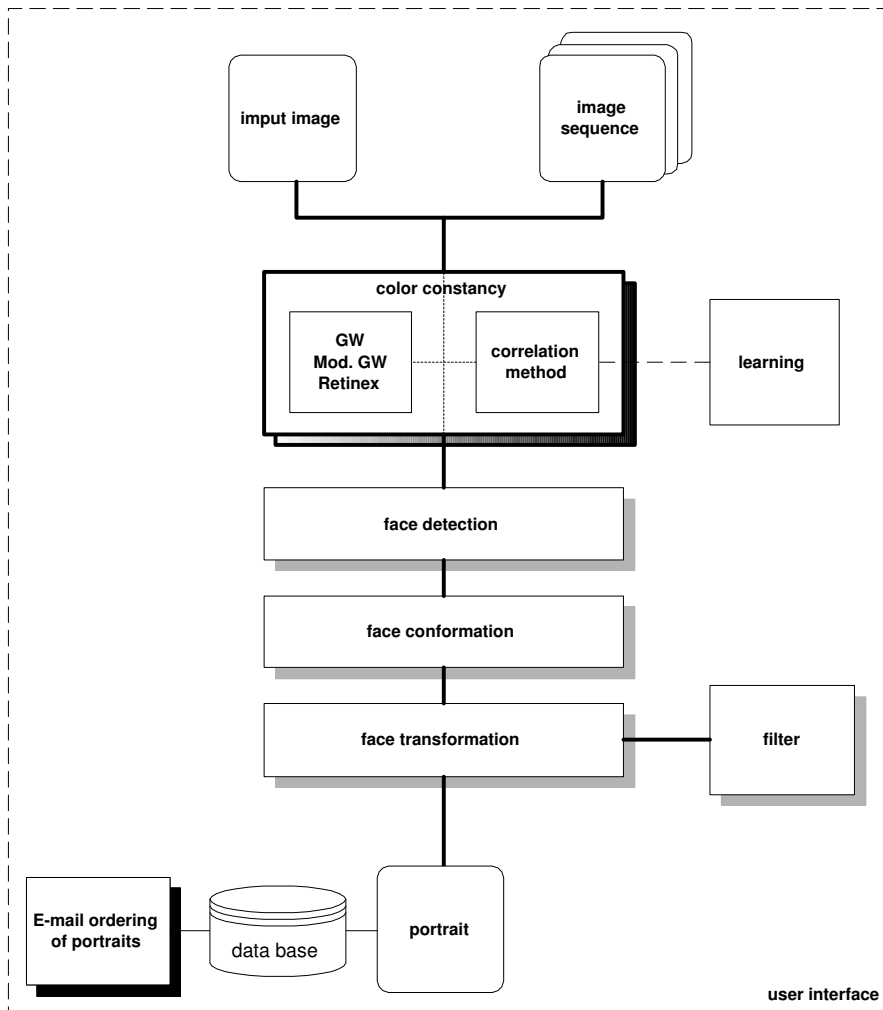 imput image
image
sequence
color constancy
GW
Mod. GW
Retinex
correlation
method
learning
face detection
face conformation
face transformation
filter
E-mail ordering
of portraits
data base
portrait
user interface